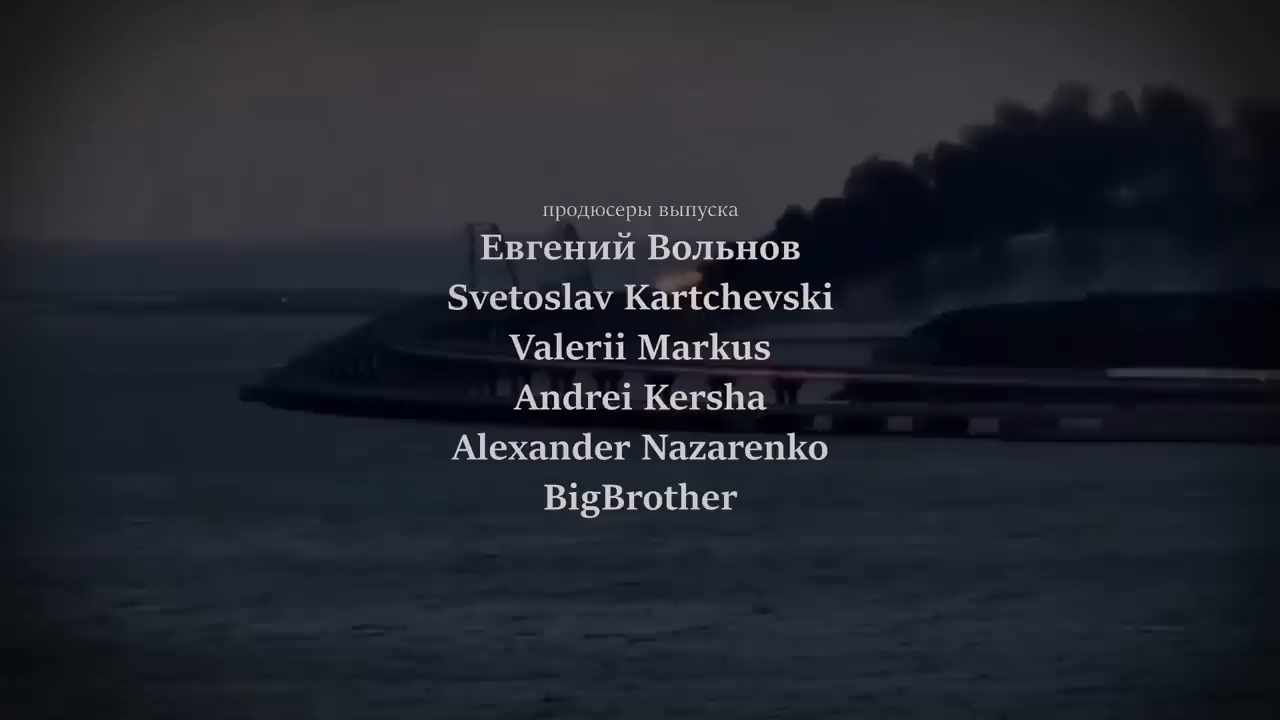 продюсеры выпуска
Евгений Вольнов
Svetoslav Kartchevski
Valerii Markus
Andrei Kersha
Alexander Nazarenko
BigBrother